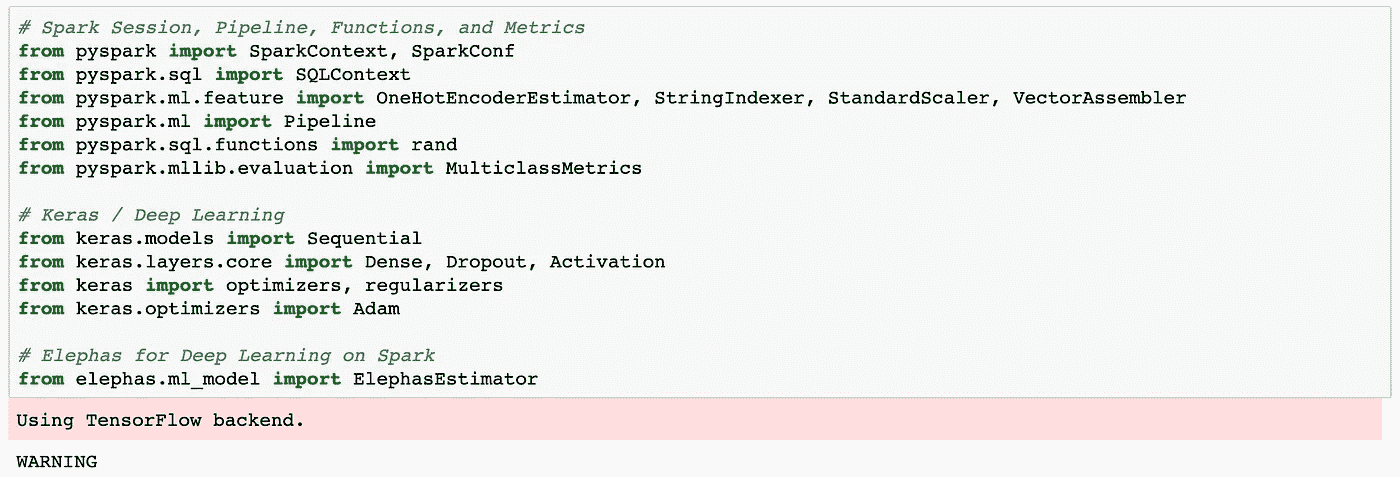 # Spark Session, Pipeline, Functions, and Metrics
from pyspark import SparkContext, SparkConf
from pyspark.sql import SQLContext
from pyspark.ml.feature import OneHotEncoderEstimator, StringIndexer, StandardScaler, VectorAssembler
from pyspark.ml import Pipeline
from pyspark.sql.functions import rand
from pyspark.mllib.evaluation import MulticlassMetrics
# Keras / Deep Learning
from keras.models import Sequential
from keras.layers.core import Dense, Dropout, Activation
from keras import optimizers, regularizers
from keras.optimizers import Adam
# Elephas for Deep Learning on Spark
from elephas.ml_model import ElephasEstimator
Using TensorFlow backend.
WARNING